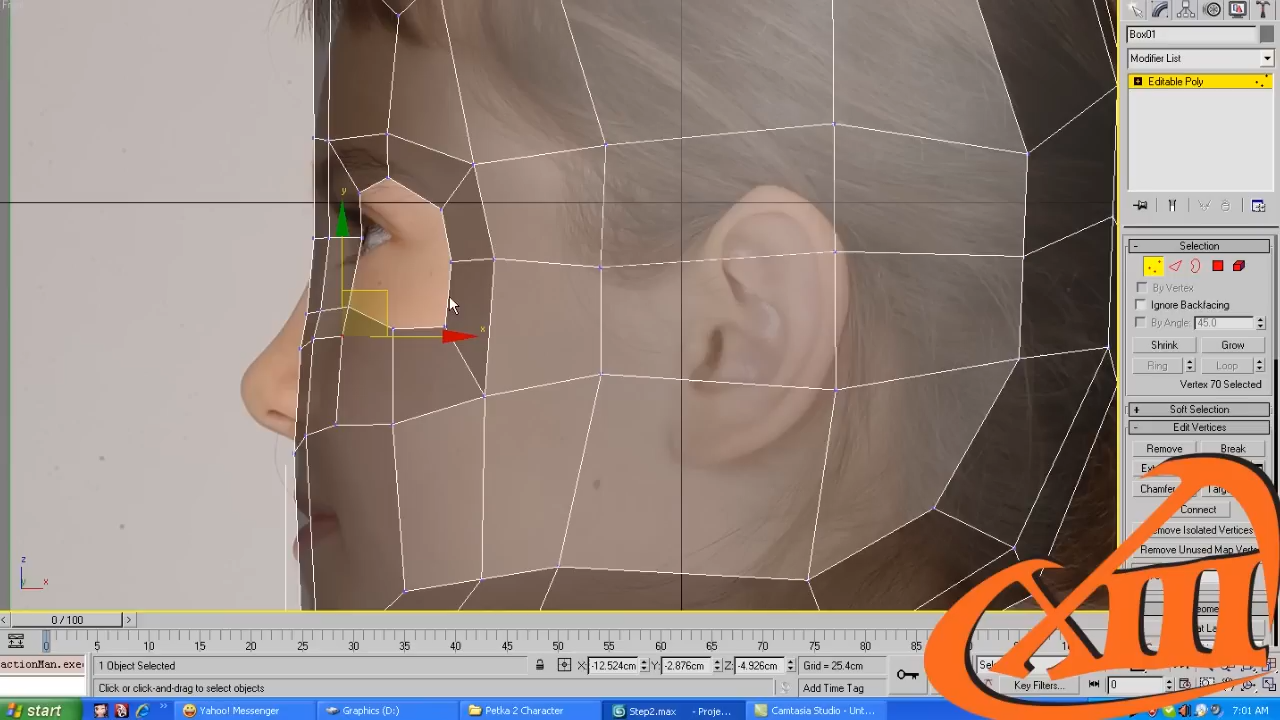 Box01
Modifier List
Editable Poly
Selection
By Vertex
Ignore Backfacing
By Angle: 45.0
Shrink Grow
Ring Loop
Vertex 70 Selected
Soft Selection
Edit Vertices
Remove Break
Chamfer
Connect
Remove Isolated Vertices
Remove Unused Map Verts
y
x
z
y x
XIII
0 / 100
0 5 10 15 20 25 30 35 40 45 50 55 60 65 70 75 80 85 90
actionMan.exe
1 Object Selected
X: -12.524cm Y: -2.876cm Z: -4.926cm
Grid = 25.4cm
Click or click-and-drag to select objects
Add Time Tag
Key Filters...
0
start
Yahoo! Messenger
Graphics (D:)
Petka 2 Character
Step2.max - Proje...
Camtasia Studio - Unt...
7:01 AM